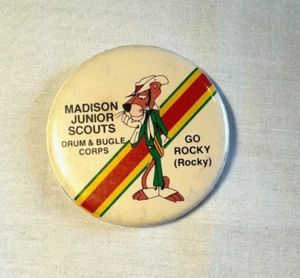 MADISON
JUNIOR
SCOUTS
DRUM & BUGLE
CORPS
GO
ROCKY
(Rocky)